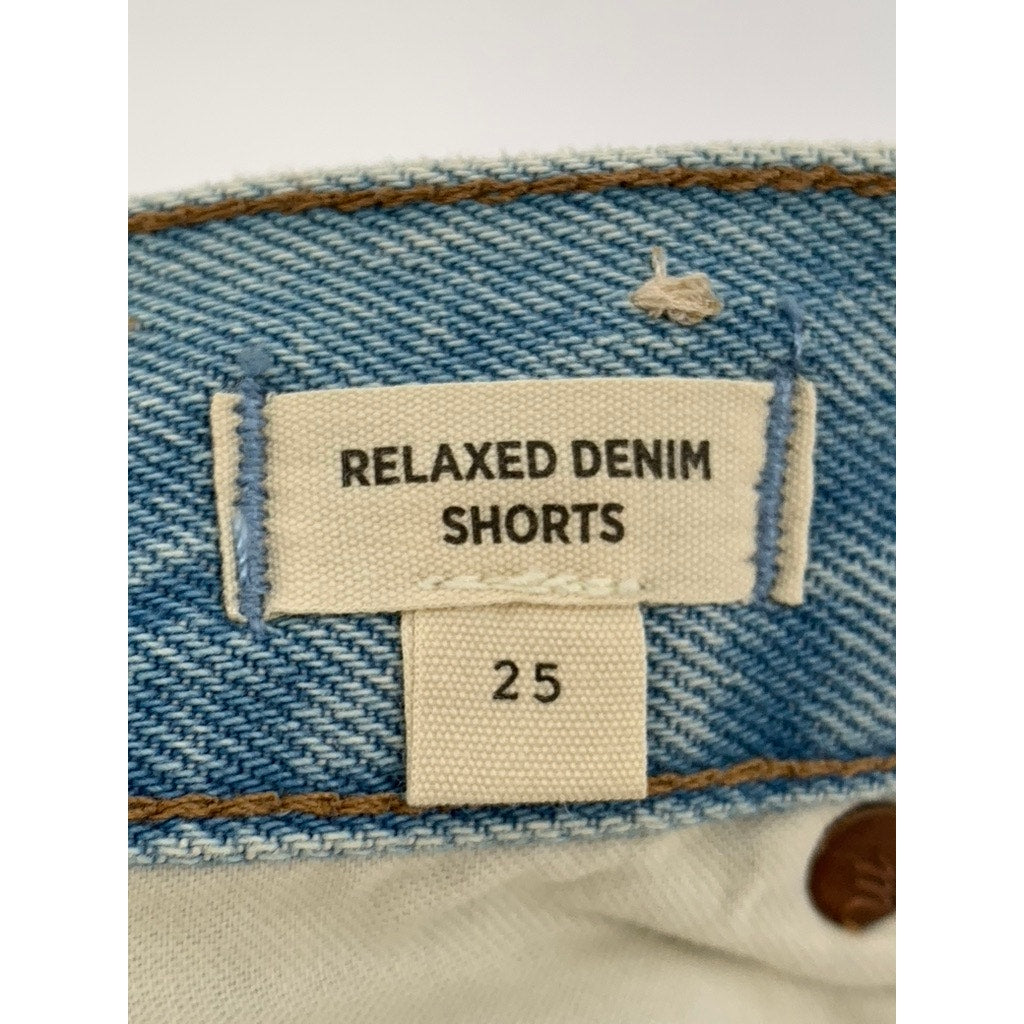 RELAXED DENIM
SHORTS
25